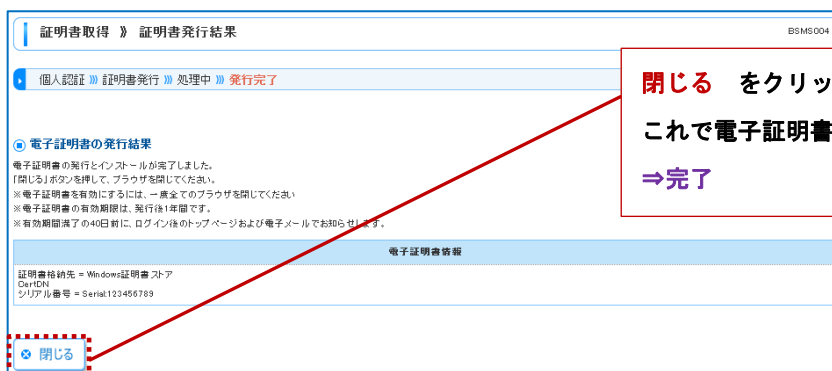 証明書取得 》 証明書発行結果
BSMS004
個人認証 》》 証明書発行 》》 処理中 》》 発行完了
閉じる をクリッ
これで電子証明書
⇒完了
電子証明書の発行結果
電子証明書の発行とインストールが完了しました。
「閉じる」ボタンを押して、ブラウザを閉じてください。
※電子証明書を有効にするには、一度全てのブラウザを閉じてください
※電子証明書の有効期限は、発行後1年間です。
※有効期間満了の40日前に、ログイン後のトップページおよび電子メールでお知らせします。
電子証明書情報
証明書格納先 = Windows証明書ストア
CertDN
シリアル番号 = Serial:123456789
閉じる